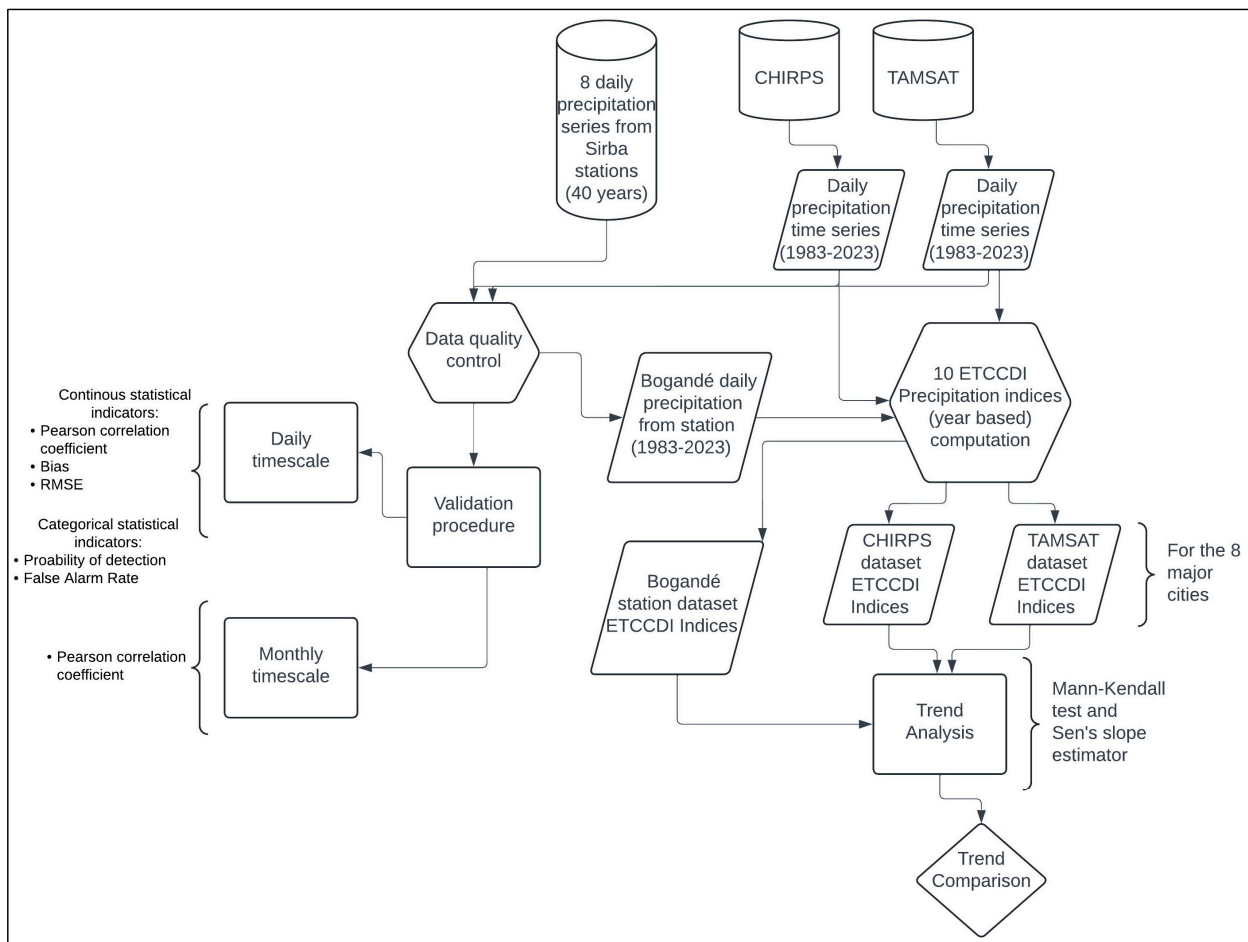 8 daily
precipitation
series from
Sirba
stations
(40 years)
CHIRPS
TAMSAT
Daily
precipitation
time series
(1983-2023)
Daily
precipitation
time series
(1983-2023)
Data quality
control
Bogandé daily
precipitation
from station
(1983-2023)
10 ETCCDI
Precipitation indices
(year based)
computation
Continous statistical
indicators:
• Pearson correlation
coefficient
• Bias
• RMSE
Categorical statistical
indicators:
• Proability of detection
• False Alarm Rate
Daily
timescale
Validation
procedure
• Pearson correlation
coefficient
Monthly
timescale
Bogandé
station dataset
ETCCDI Indices
CHIRPS
dataset
ETCCDI
Indices
TAMSAT
dataset
ETCCDI
Indices
For the 8
major
cities
Trend
Analysis
Mann-Kendall
test and
Sen's slope
estimator
Trend
Comparison